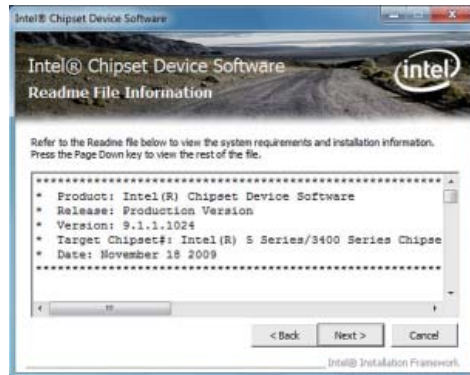 Intel® Chipset Device Software
Intel® Chipset Device Software
Readme File Information
intel
Refer to the Readme file below to view the system requirements and installation information.
Press the Page Down key to view the rest of the file.
******************************************************
* Product: Intel(R) Chipset Device Software
* Release: Production Version
* Version: 9.1.1.1024
* Target Chipset#: Intel(R) 5 Series/3400 Series Chipse
* Date: November 18 2009
******************************************************
< Back
Next >
Cancel
Intel® Installation Framework